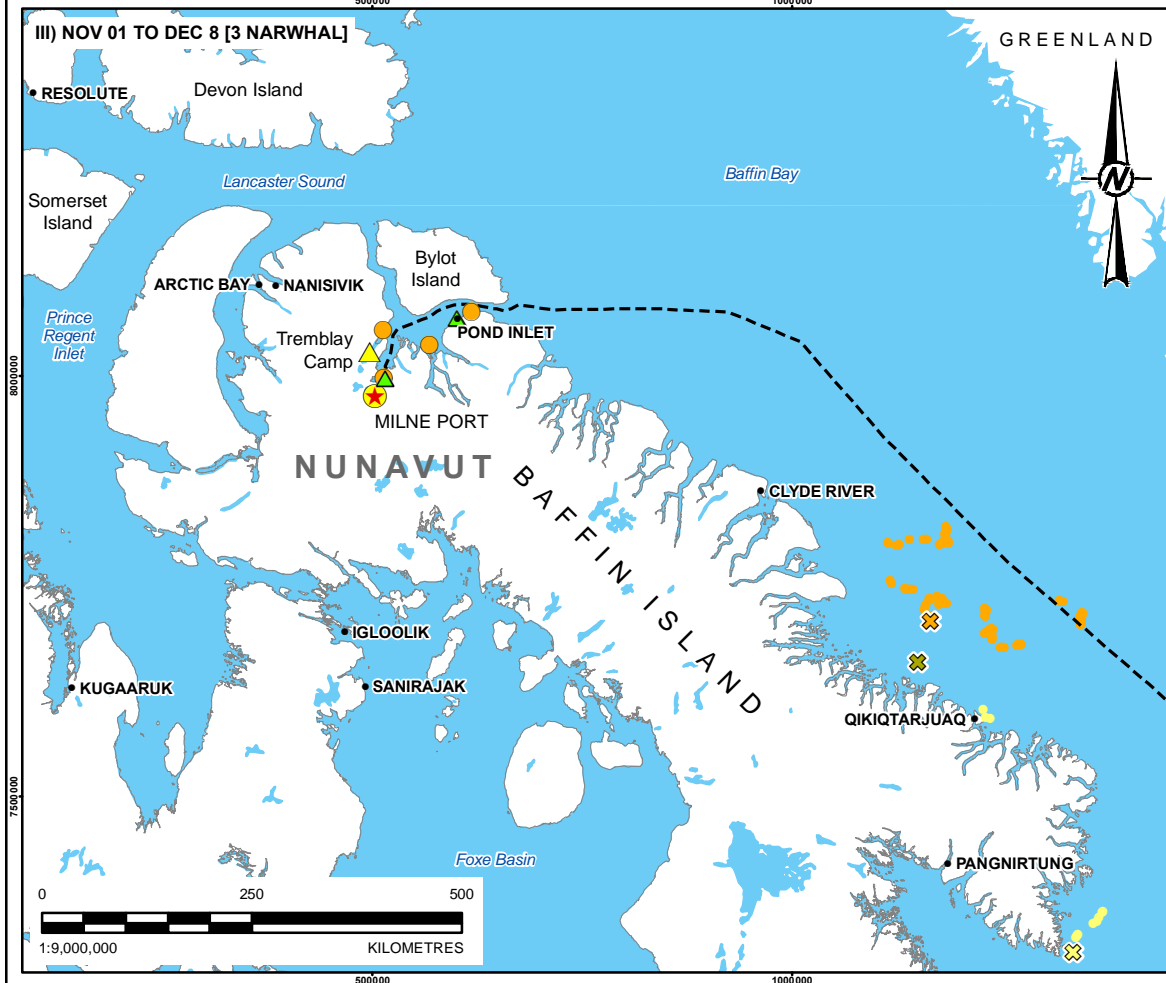 500000
1000000
III) NOV 01 TO DEC 8 [3 NARWHAL]
GREENLAND
RESOLUTE
Devon Island
Lancaster Sound
Baffin Bay
Somerset
Island
N
Bylot
Island
ARCTIC BAY
NANISIVIK
Prince
Regent
Inlet
POND INLET
Tremblay
Camp
8000000
MILNE PORT
NUNAVUT
BAFFIN ISLAND
CLYDE RIVER
IGLOOLIK
KUGAARUK
SANIRAJAK
QIKIQTARJUAQ
7500000
Foxe Basin
PANGNIRTUNG
0
250
500
1:9,000,000
KILOMETRES
500000
1000000